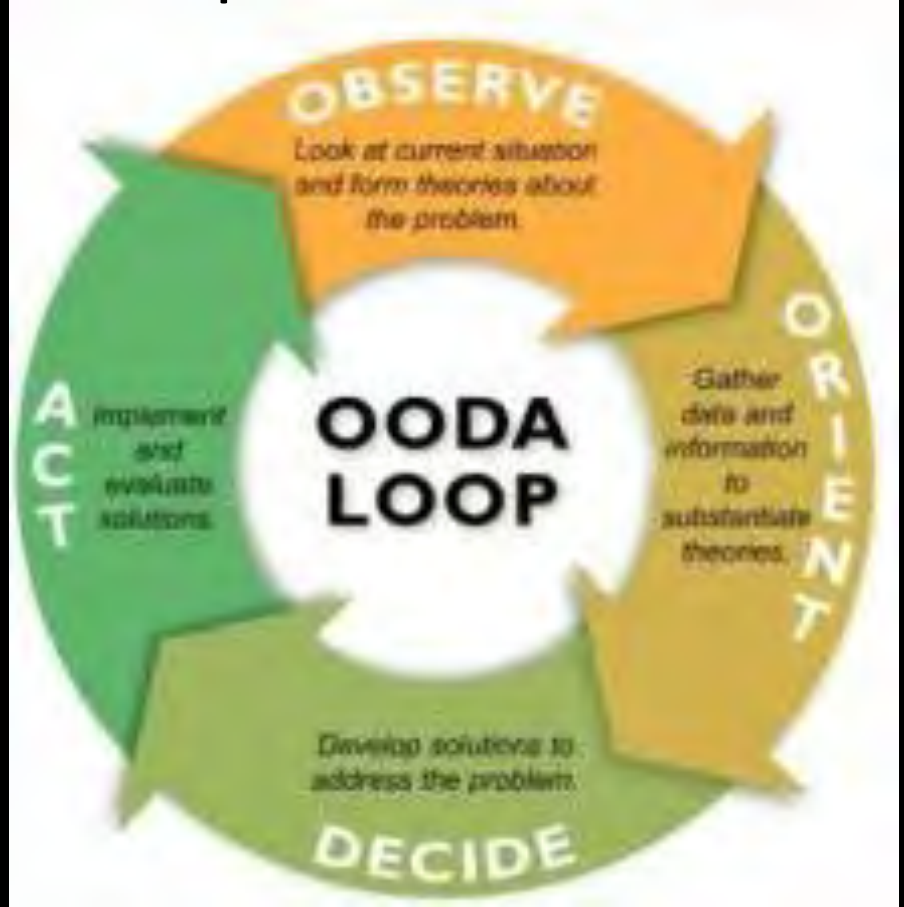 OBSERVE
Look at current situation
and form theories about
the problem.
ORIENT
Gather
data and
information
to
substantiate
theories.
DECIDE
Develop solutions to
address the problem.
ACT
Implement
and
evaluate
solutions.
OODA
LOOP